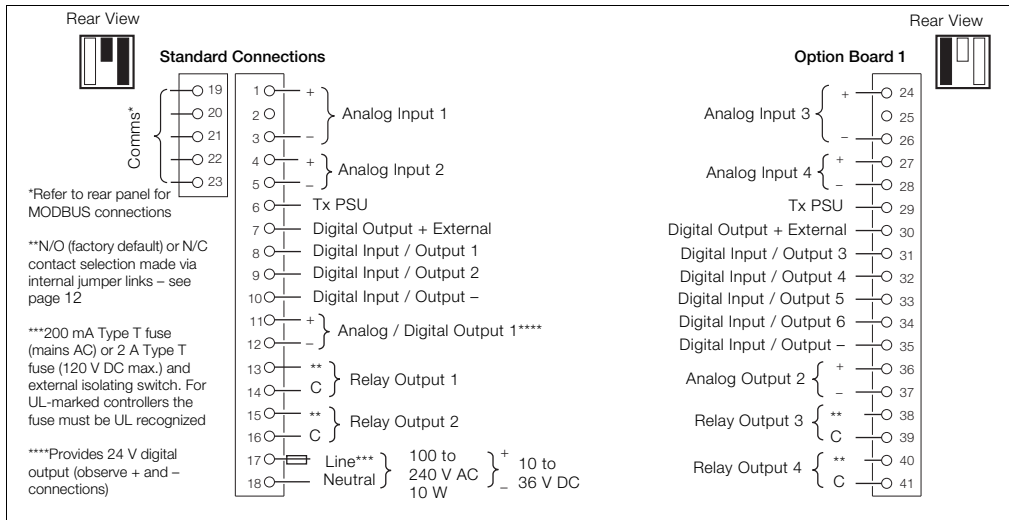 Rear View
Rear View
Standard Connections
Option Board 1
Comms*
19
20
21
22
23
*Refer to rear panel for
MODBUS connections
**N/O (factory default) or N/C
contact selection made via
internal jumper links – see
page 12
***200 mA Type T fuse
(mains AC) or 2 A Type T
fuse (120 V DC max.) and
external isolating switch. For
UL-marked controllers the
fuse must be UL recognized
****Provides 24 V digital
output (observe + and –
connections)
1 + Analog Input 1
2
3 –
4 + Analog Input 2
5 –
6 Tx PSU
7 Digital Output + External
8 Digital Input / Output 1
9 Digital Input / Output 2
10 Digital Input / Output –
11 + Analog / Digital Output 1****
12 –
13 ** Relay Output 1
14 C
15 ** Relay Output 2
16 C
17 Line*** 100 to + 10 to
18 Neutral 240 V AC – 36 V DC
10 W
Analog Input 3 + 24
25
– 26
Analog Input 4 + 27
– 28
Tx PSU 29
Digital Output + External 30
Digital Input / Output 3 31
Digital Input / Output 4 32
Digital Input / Output 5 33
Digital Input / Output 6 34
Digital Input / Output – 35
Analog Output 2 + 36
– 37
Relay Output 3 ** 38
C 39
Relay Output 4 ** 40
C 41